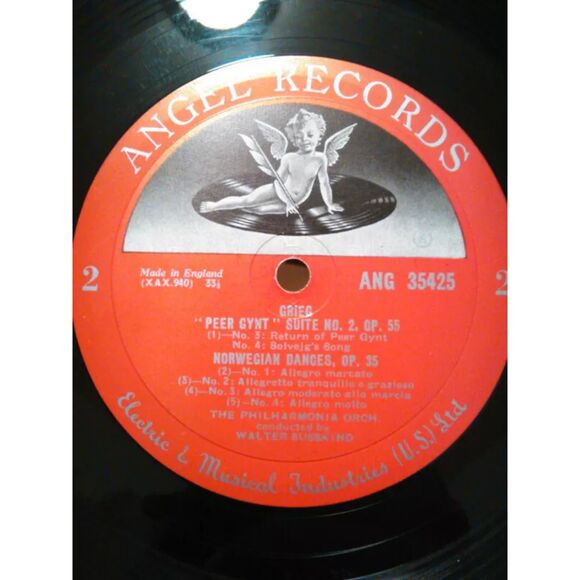 ANGEL RECORDS
2
2
Made in England
(XAX.940) 33⅓
ANG 35425
GRIEG
"PEER GYNT" SUITE NO. 2, OP. 55
(1)—No. 3: Return of Peer Gynt
No. 4: Solvejg's Song
NORWEGIAN DANCES, OP. 35
(2)—No. 1: Allegro marcato
(3)—No. 2: Allegretto tranquillo e grazioso
(4)—No. 3: Allegro moderato alla marcia
(5)—No. 4: Allegro molto
THE PHILHARMONIA ORCH.
conducted by
WALTER SUSSKIND
Electric & Musical Industries (U.S.) Ltd